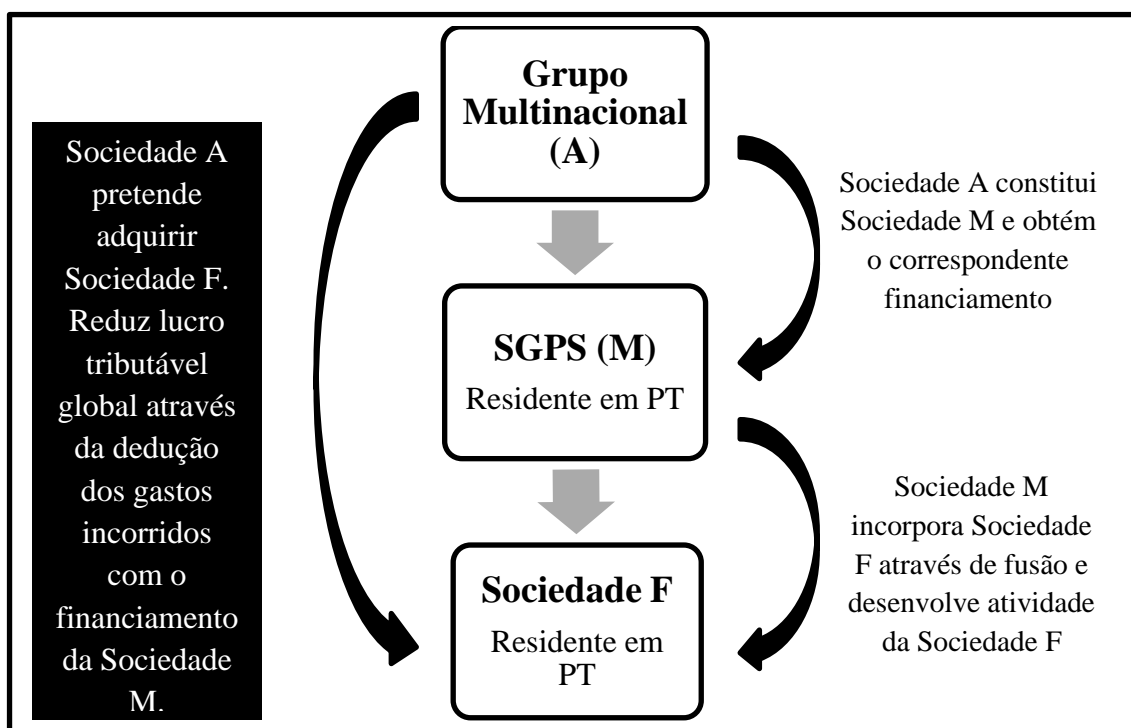 Grupo
Multinacional
(A)
Sociedade A
pretende
adquirir
Sociedade F.
Reduz lucro
tributável
global através
da dedução
dos gastos
incorridos
com o
financiamento
da Sociedade
M.
Sociedade A constitui
Sociedade M e obtém
o correspondente
financiamento
SGPS (M)
Residente em PT
Sociedade M
incorpora Sociedade
F através de fusão e
desenvolve atividade
da Sociedade F
Sociedade F
Residente em
PT